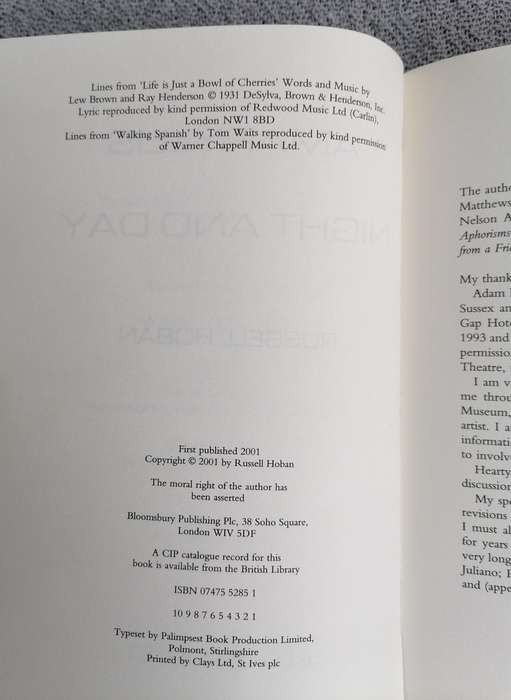 Lines from 'Life is Just a Bowl of Cherries' Words and Music by
Lew Brown and Ray Henderson © 1931 DeSylva, Brown & Henderson, Inc.
Lyric reproduced by kind permission of Redwood Music Ltd (Carlin),
London NW1 8BD
Lines from 'Walking Spanish' by Tom Waits reproduced by kind permission
of Warner Chappell Music Ltd.
NIGHT AND DAY
RUSSELL HOBAN
First published 2001
Copyright © 2001 by Russell Hoban
The moral right of the author has
been asserted
Bloomsbury Publishing Plc, 38 Soho Square,
London WIV 5DF
A CIP catalogue record for this
book is available from the British Library
ISBN 07475 5285 1
10 9 8 7 6 5 4 3 2 1
Typeset by Palimpsest Book Production Limited,
Polmont, Stirlingshire
Printed by Clays Ltd, St Ives plc
The autho
Matthews
Nelson A
Aphorisms
from a Frie
My thank
Adam
Sussex an
Gap Hote
1993 and
permissio
Theatre,
I am v
me throu
Museum,
artist. I a
informati
to involv
Hearty
discussion
My spe
revisions
I must al
for years
very long
Juliano;
and (appe